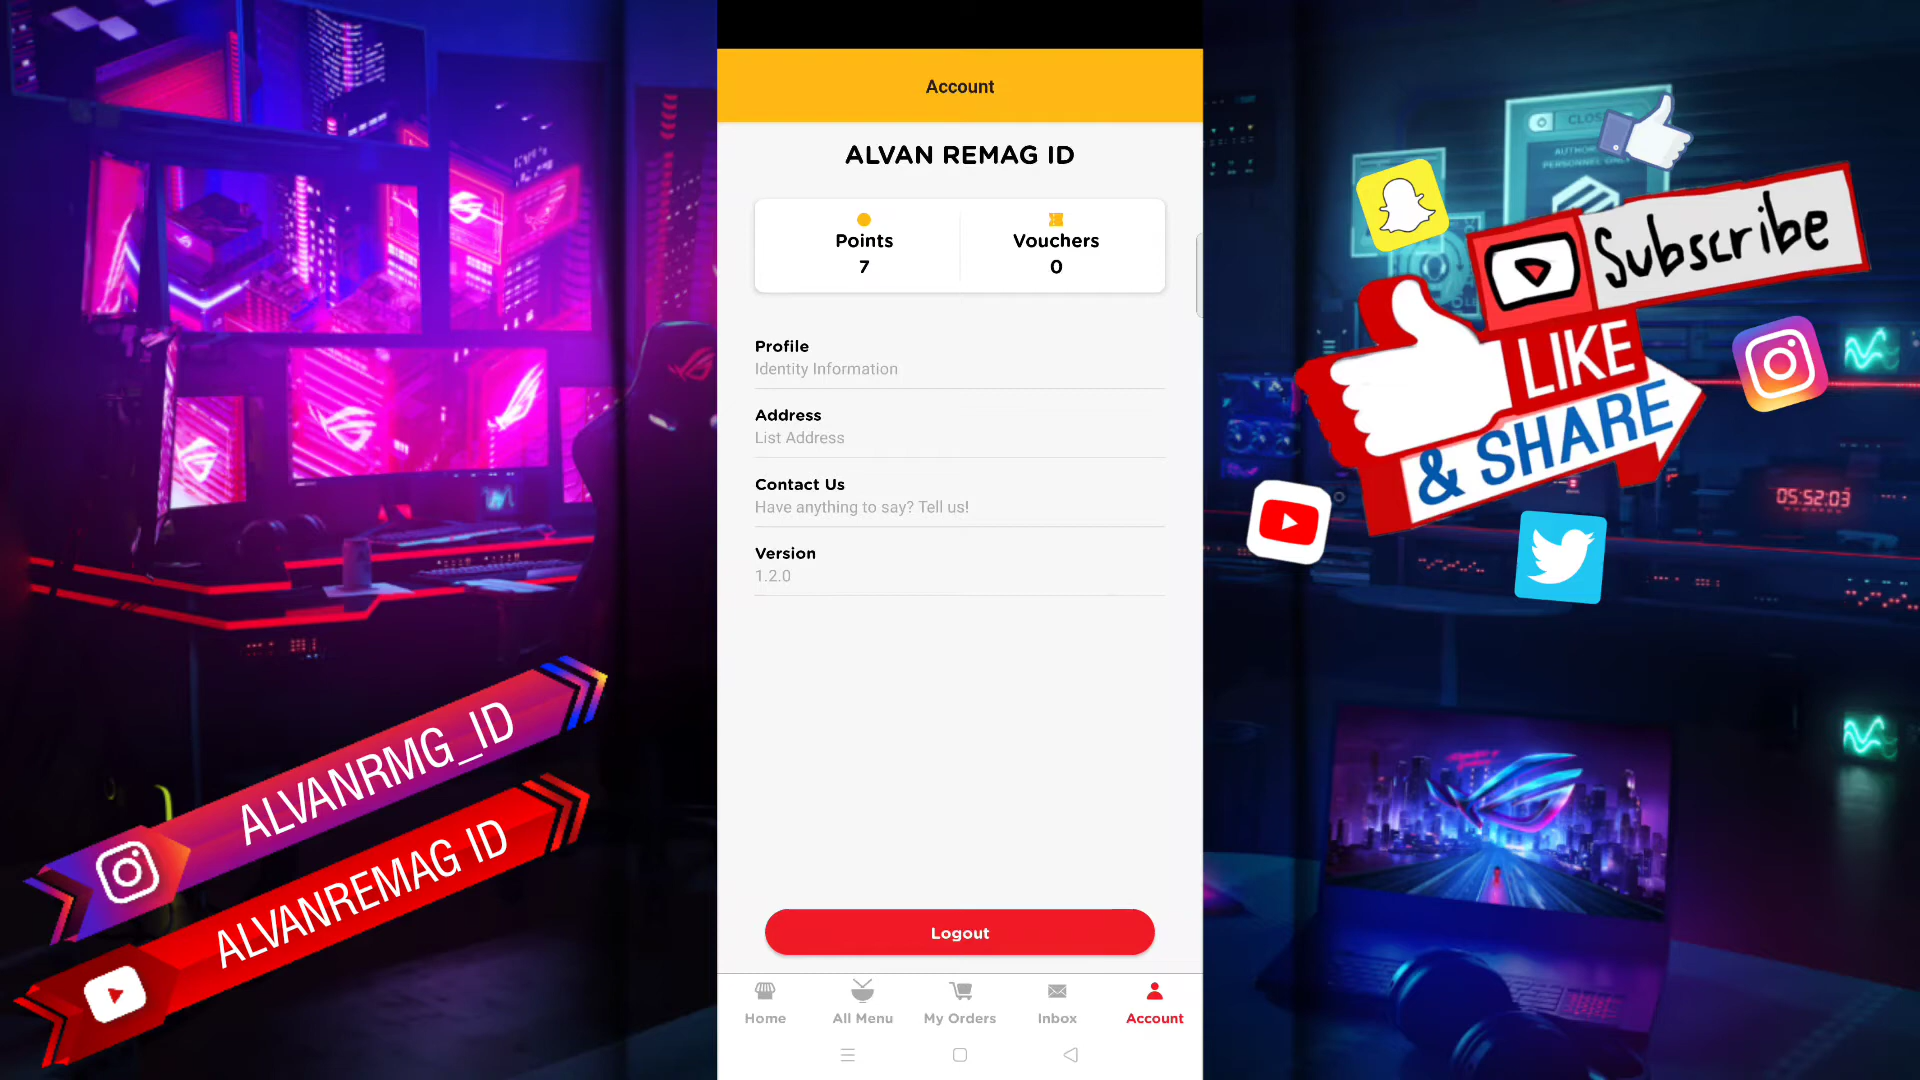 Account
ALVAN REMAG ID
Points
7
Vouchers
0
Profile
Identity Information
Address
List Address
Contact Us
Have anything to say? Tell us!
Version
1.2.0
Logout
Home
All Menu
My Orders
Inbox
Account
ALVANRMG_ID
ALVANREMAG ID
Subscribe
LIKE
& SHARE
05:52:03